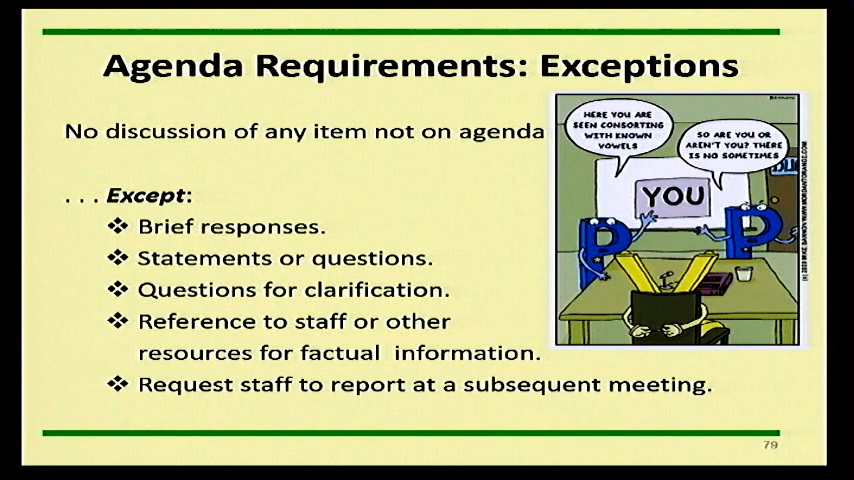 Agenda Requirements: Exceptions
No discussion of any item not on agenda
. . . Except:
❖ Brief responses.
❖ Statements or questions.
❖ Questions for clarification.
❖ Reference to staff or other
resources for factual information.
❖ Request staff to report at a subsequent meeting.
HERE YOU ARE
SEEN CONSORTING
WITH KNOWN
VOWELS
SO ARE YOU OR
AREN'T YOU? THERE
IS NO SOMETIMES
YOU
79